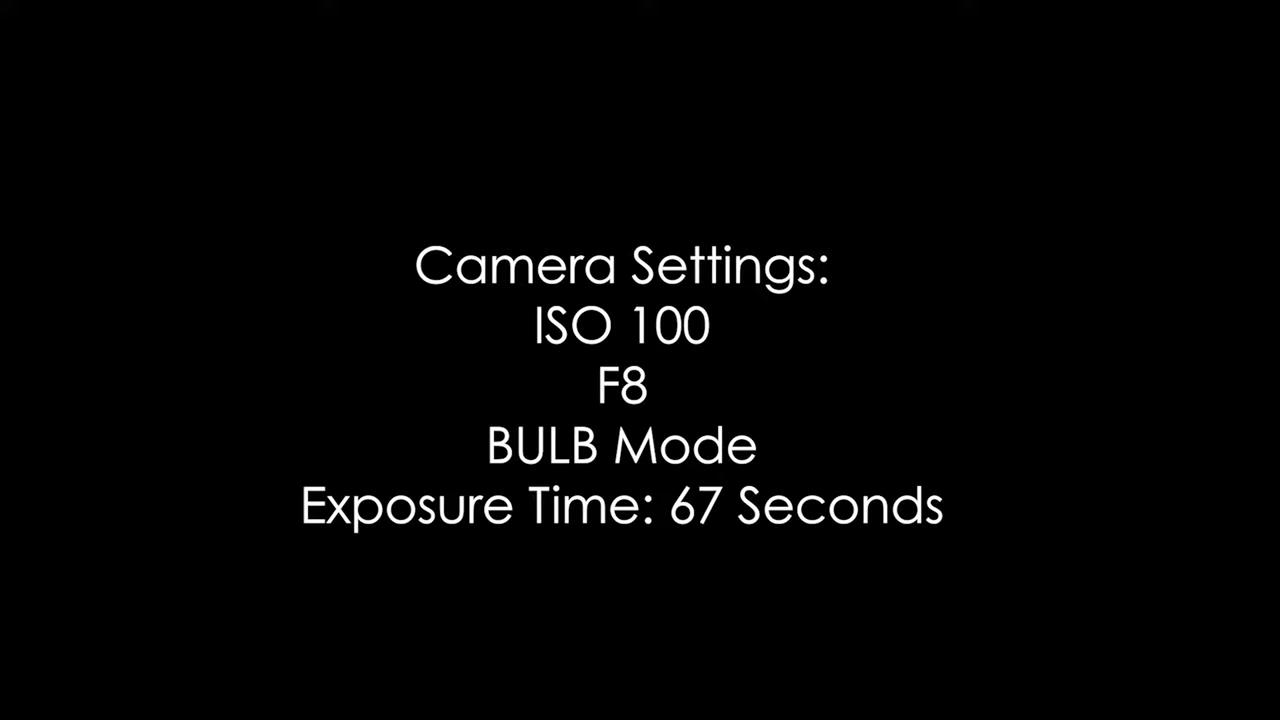 Camera Settings:
ISO 100
F8
BULB Mode
Exposure Time: 67 Seconds